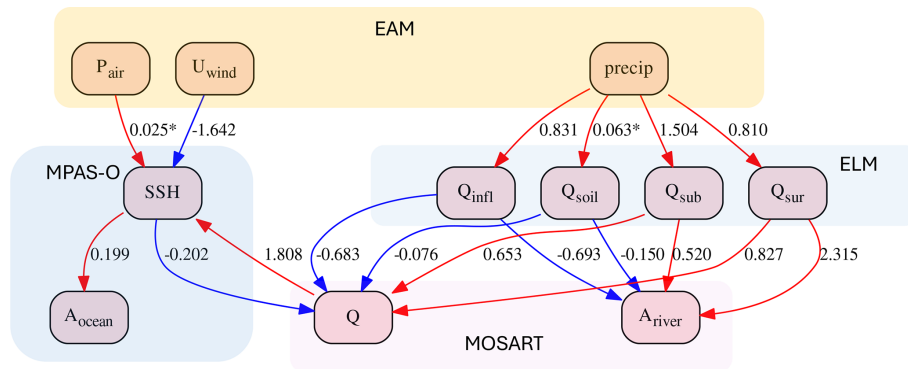 EAM
P_air
U_wind
precip
0.025*
-1.642
0.831
0.063*
1.504
0.810
MPAS-O
ELM
SSH
Q_infl
Q_soil
Q_sub
Q_sur
0.199
-0.202
1.808
-0.683
-0.076
0.653
-0.693
-0.150
0.520
0.827
2.315
A_ocean
Q
A_river
MOSART